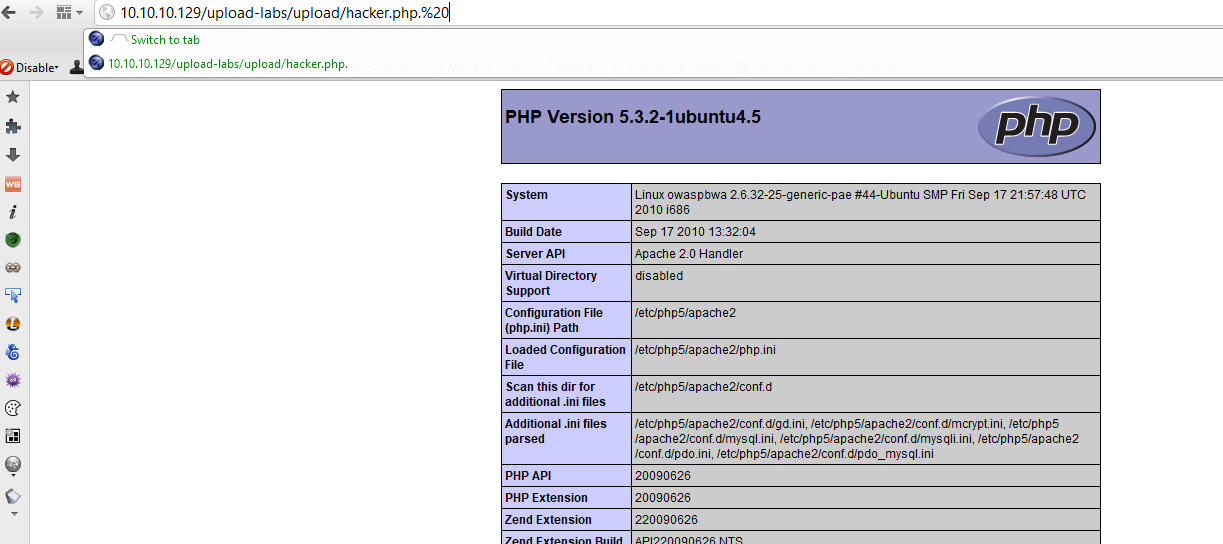 10.10.10.129/upload-labs/upload/hacker.php.%20
Switch to tab
10.10.10.129/upload-labs/upload/hacker.php.
Disable
PHP Version 5.3.2-1ubuntu4.5
php
System
Linux owaspbwa 2.6.32-25-generic-pae #44-Ubuntu SMP Fri Sep 17 21:57:48 UTC
2010 i686
Build Date
Sep 17 2010 13:32:04
Server API
Apache 2.0 Handler
Virtual Directory
Support
disabled
Configuration File
(php.ini) Path
/etc/php5/apache2
Loaded Configuration
File
/etc/php5/apache2/php.ini
Scan this dir for
additional .ini files
/etc/php5/apache2/conf.d
Additional .ini files
parsed
/etc/php5/apache2/conf.d/gd.ini, /etc/php5/apache2/conf.d/mcrypt.ini, /etc/php5
/apache2/conf.d/mysql.ini, /etc/php5/apache2/conf.d/mysqli.ini, /etc/php5/apache2
/conf.d/pdo.ini, /etc/php5/apache2/conf.d/pdo_mysql.ini
PHP API
20090626
PHP Extension
20090626
Zend Extension
220090626
Zend Extension Build
API220090626,NTS
WS